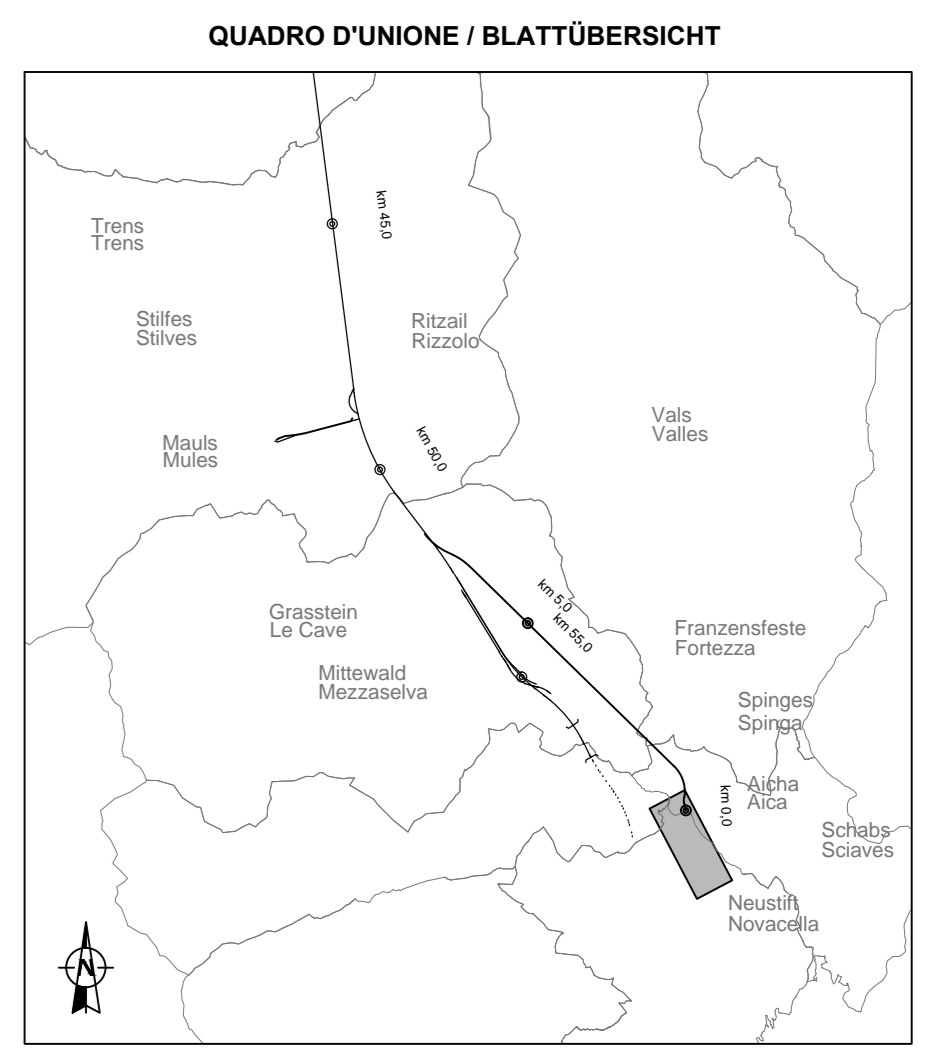 QUADRO D'UNIONE / BLATTÜBERSICHT
km 45,0
Trens
Trens
Stilfes
Stilves
Ritzail
Rizzolo
Vals
Valles
Mauls
Mules
km 50,0
km 5,0
km 55,0
Grasstein
Le Cave
Franzensfeste
Fortezza
Mittewald
Mezzaselva
Spinges
Spinga
Aicha
Aica
km 0,0
Schabs
Sciaves
Neustift
Novacella
N